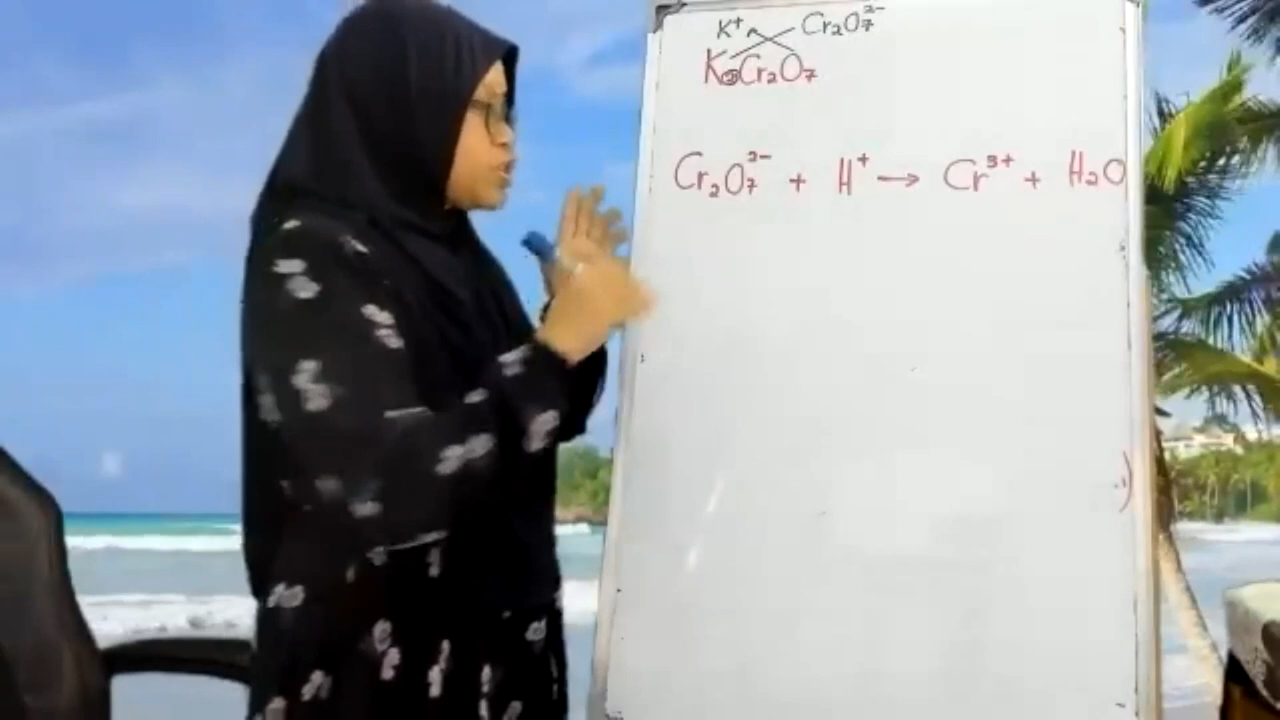 K⁺ Cr₂O₇²⁻
K₂Cr₂O₇
Cr₂O₇²⁻ + H⁺ → Cr³⁺ + H₂O
.)